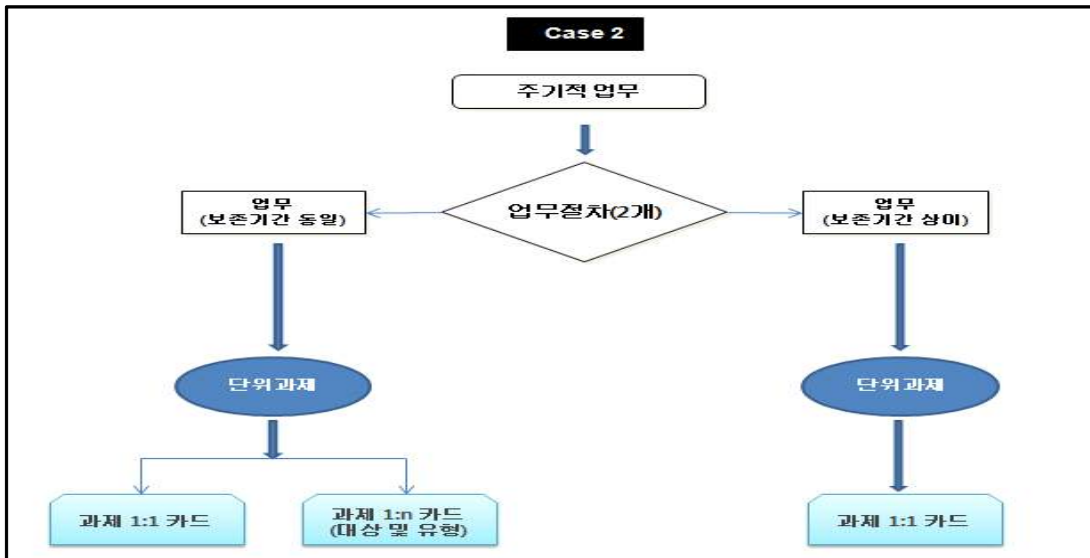 Case 2
주기적 업무
업무절차(2개)
업무
(보존기간 동일)
업무
(보존기간 상이)
단위과제
단위과제
과제 1:1 카드
과제 1:n 카드
(대상 및 유형)
과제 1:1 카드